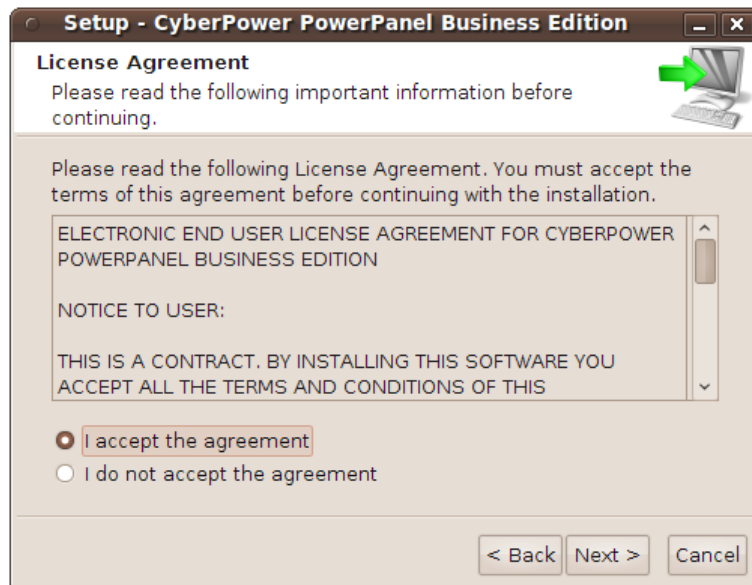 Setup - CyberPower PowerPanel Business Edition
License Agreement
Please read the following important information before
continuing.
Please read the following License Agreement. You must accept the
terms of this agreement before continuing with the installation.
ELECTRONIC END USER LICENSE AGREEMENT FOR CYBERPOWER
POWERPANEL BUSINESS EDITION
NOTICE TO USER:
THIS IS A CONTRACT. BY INSTALLING THIS SOFTWARE YOU
ACCEPT ALL THE TERMS AND CONDITIONS OF THIS
I accept the agreement
I do not accept the agreement
< Back Next > Cancel